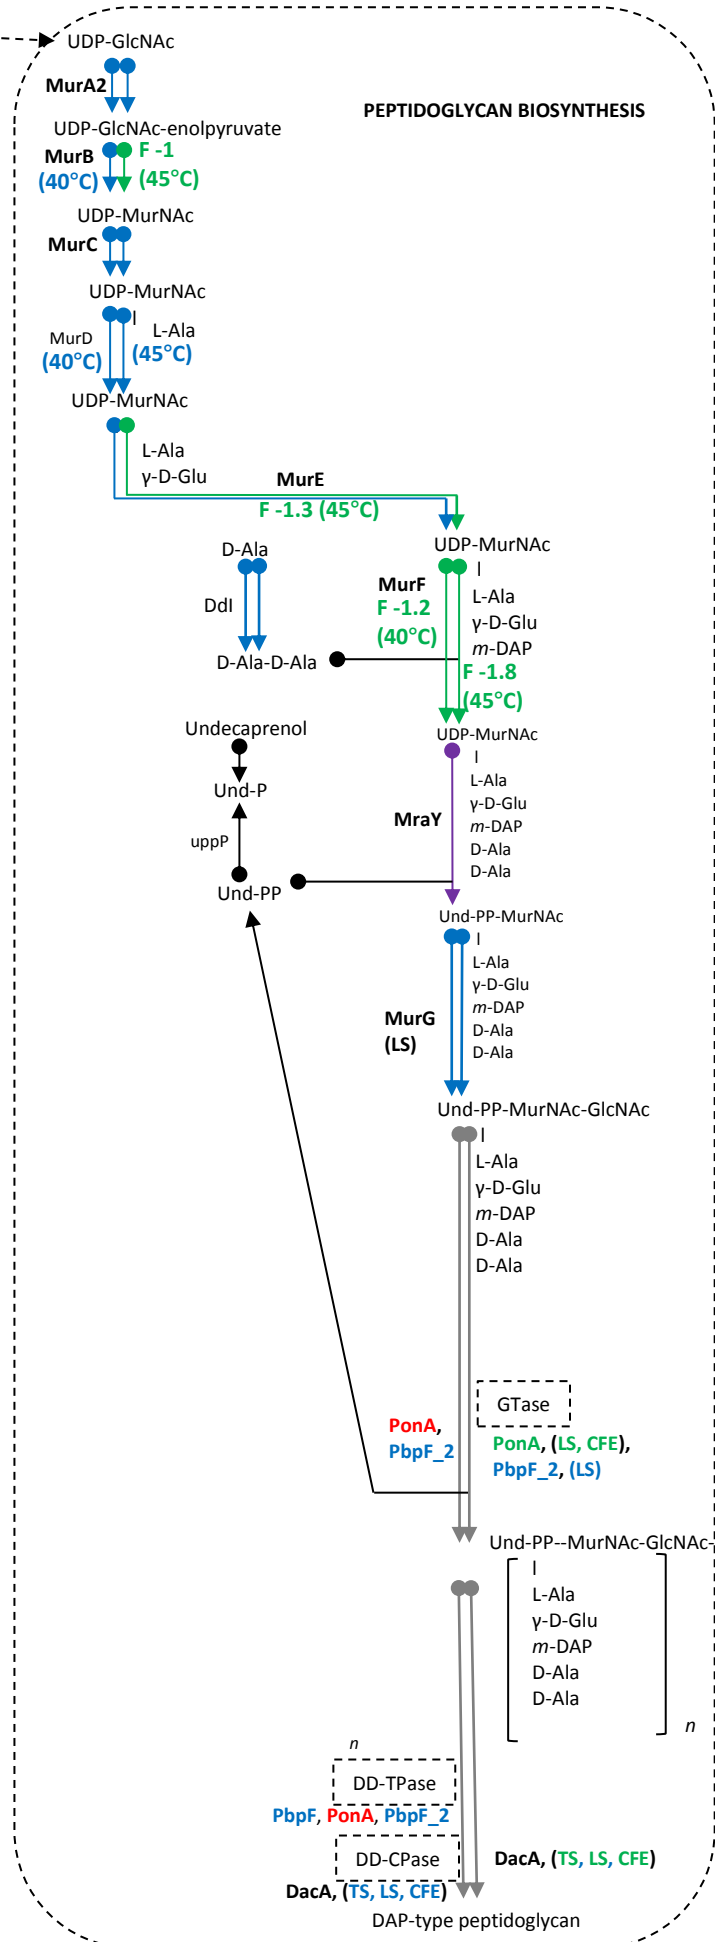 UDP-GlcNAc
MurA2
PEPTIDOGLYCAN BIOSYNTHESIS
UDP-GlcNAc-enolpyruvate
MurB
(40°C)
F -1
(45°C)
UDP-MurNAc
MurC
UDP-MurNAc
l
L-Ala
MurD
(40°C)
(45°C)
UDP-MurNAc
L-Ala
γ-D-Glu
MurE
F -1.3 (45°C)
D-Ala
Ddl
D-Ala-D-Ala
UDP-MurNAc
l
L-Ala
γ-D-Glu
m-DAP
MurF
F -1.2
(40°C)
F -1.8
(45°C)
Undecaprenol
Und-P
uppP
Und-PP
UDP-MurNAc
l
L-Ala
γ-D-Glu
m-DAP
D-Ala
D-Ala
MraY
Und-PP-MurNAc
l
L-Ala
γ-D-Glu
m-DAP
D-Ala
D-Ala
MurG
(LS)
Und-PP-MurNAc-GlcNAc
l
L-Ala
γ-D-Glu
m-DAP
D-Ala
D-Ala
GTase
PonA,
PbpF_2
PonA, (LS, CFE),
PbpF_2, (LS)
Und-PP--MurNAc-GlcNAc-
l
L-Ala
γ-D-Glu
m-DAP
D-Ala
D-Ala
n
n
DD-TPase
PbpF, PonA, PbpF_2
DD-CPase
DacA, (TS, LS, CFE)
DacA, (TS, LS, CFE)
DAP-type peptidoglycan